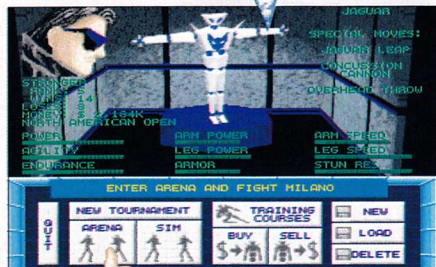 JAGUAR
SPECIAL MOVES:
JAGUAR LEAP
CONCUSSION
CANNON
OVERHEAD THROW
STRONGER
NORTH AMERICAN OPEN
POWER
ARM POWER
ARM SPEED
AGILITY
LEG POWER
LEG SPEED
ENDURANCE
ARMOR
STUN RES.
ENTER ARENA AND FIGHT MILANO
QUIT
NEW TOURNAMENT
ARENA
SIM
TRAINING
COURSES
BUY
SELL
NEW
LOAD
DELETE